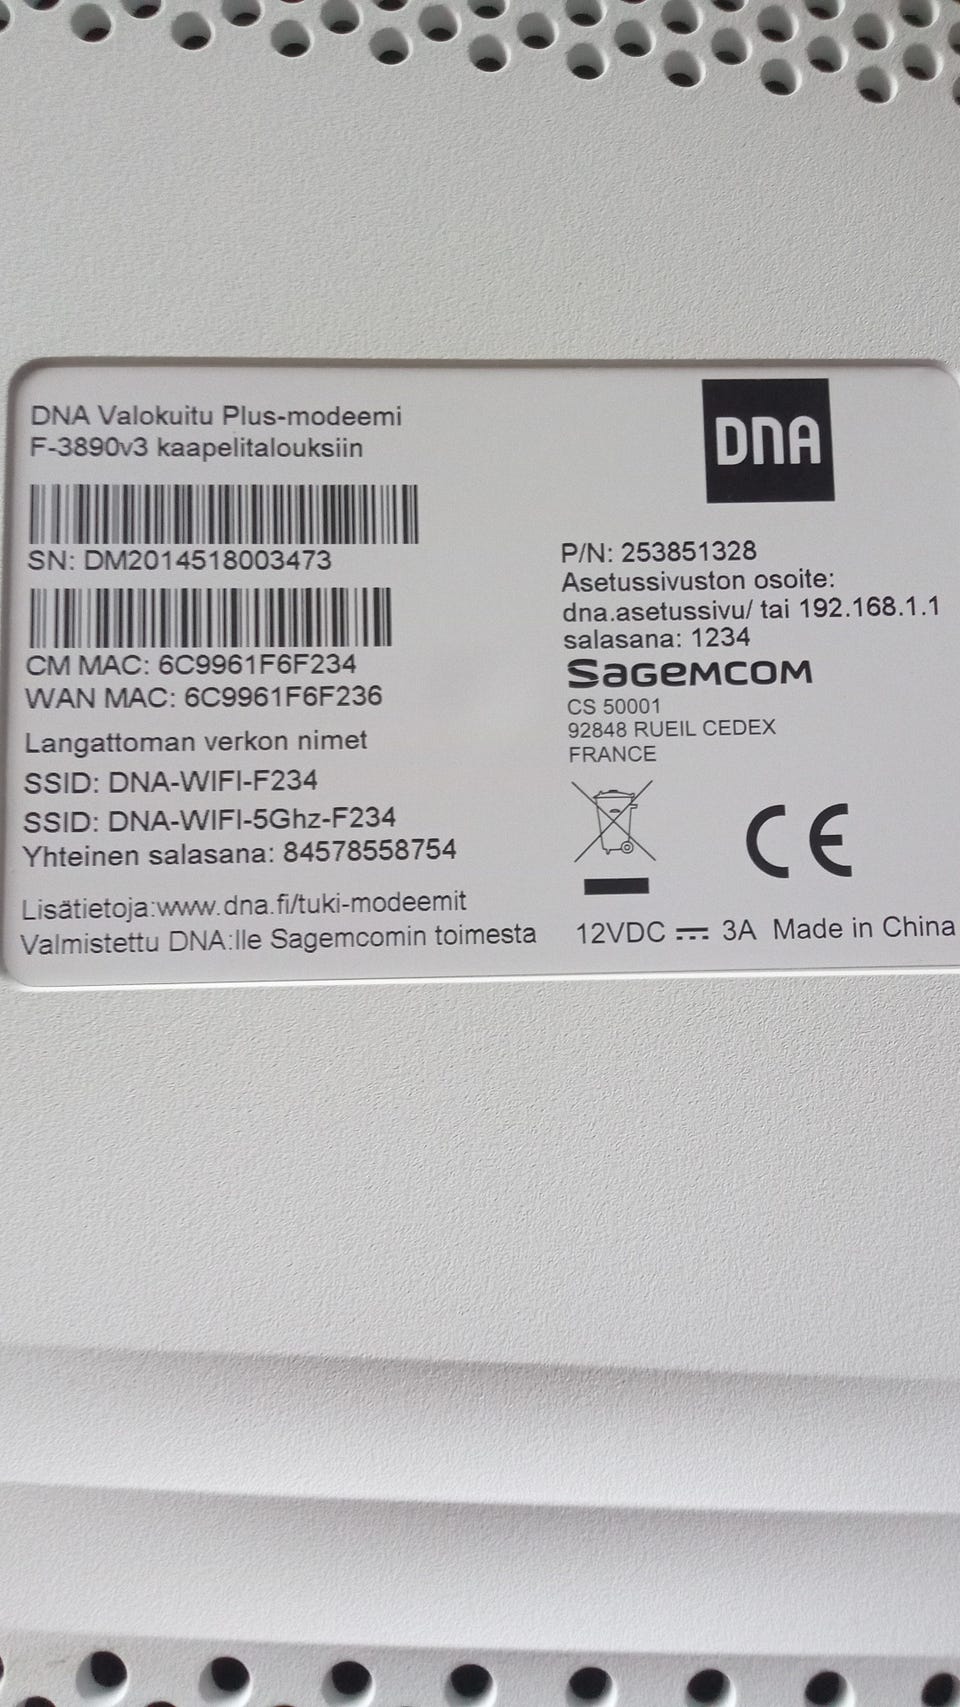 DNA Valokuitu Plus-modeemi
F-3890v3 kaapelitalouksiin
SN: DM2014518003473
CM MAC: 6C9961F6F234
WAN MAC: 6C9961F6F236
Langattoman verkon nimet
SSID: DNA-WIFI-F234
SSID: DNA-WIFI-5Ghz-F234
Yhteinen salasana: 84578558754
Lisätietoja:www.dna.fi/tuki-modeemit
Valmistettu DNA:lle Sagemcomin toimesta
DNA
P/N: 253851328
Asetussivuston osoite:
dna.asetussivu/ tai 192.168.1.1
salasana: 1234
SAGEMCOM
CS 50001
92848 RUEIL CEDEX
FRANCE
CE
12VDC ⎓ 3A Made in China